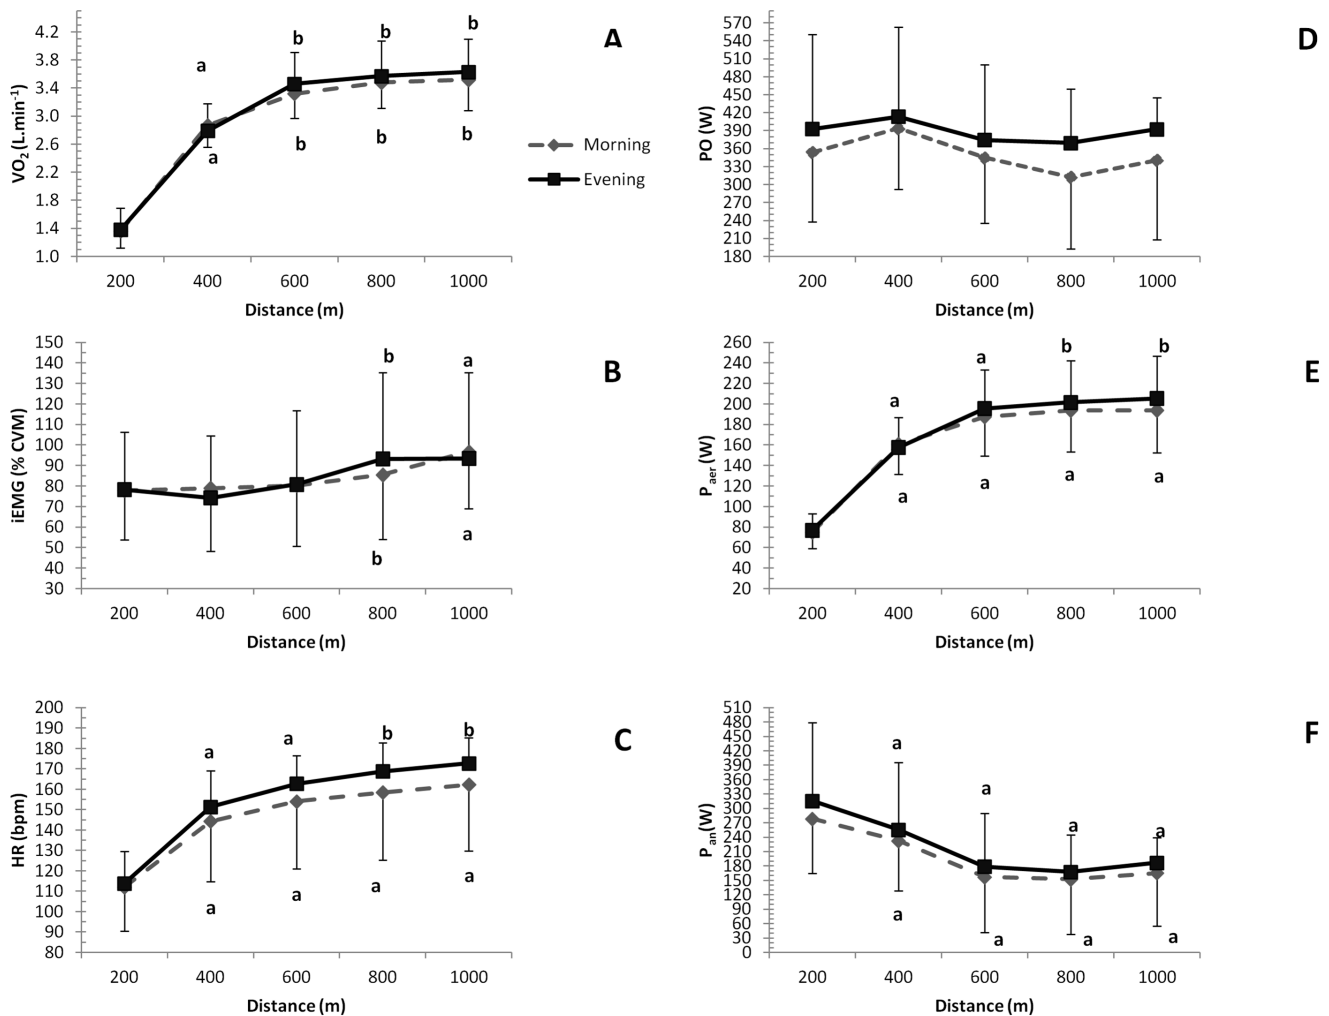 A
VO2 (L.min-1)
4.2
3.8
3.4
3.0
2.6
2.2
1.8
1.4
1.0
a
b
b
b
a
b
b
b
200 400 600 800 1000
Distance (m)
Morning
Evening
D
PO (W)
570
540
510
480
450
420
390
360
330
300
270
240
210
180
200 400 600 800 1000
Distance (m)
B
iEMG (% CVM)
150
140
130
120
110
100
90
80
70
60
50
40
30
b
a
b
a
200 400 600 800 1000
Distance (m)
E
P aer (W)
260
240
220
200
180
160
140
120
100
80
60
40
20
a
a
b
b
a
a
a
a
200 400 600 800 1000
Distance (m)
C
HR (bpm)
200
190
180
170
160
150
140
130
120
110
100
90
80
a
a
b
b
a
a
a
a
200 400 600 800 1000
Distance (m)
F
P an (W)
510
480
450
420
390
360
330
300
270
240
210
180
150
120
90
60
30
0
a
a
a
a
a
a
a
a
200 400 600 800 1000
Distance (m)